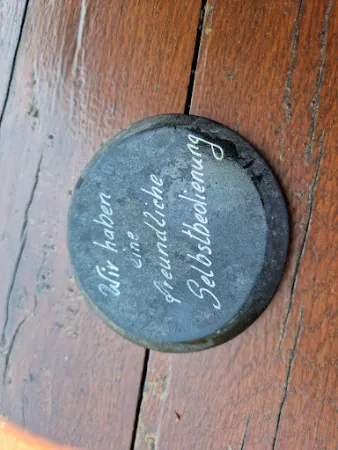 Wir haben
eine
freundliche
Selbstbedienung